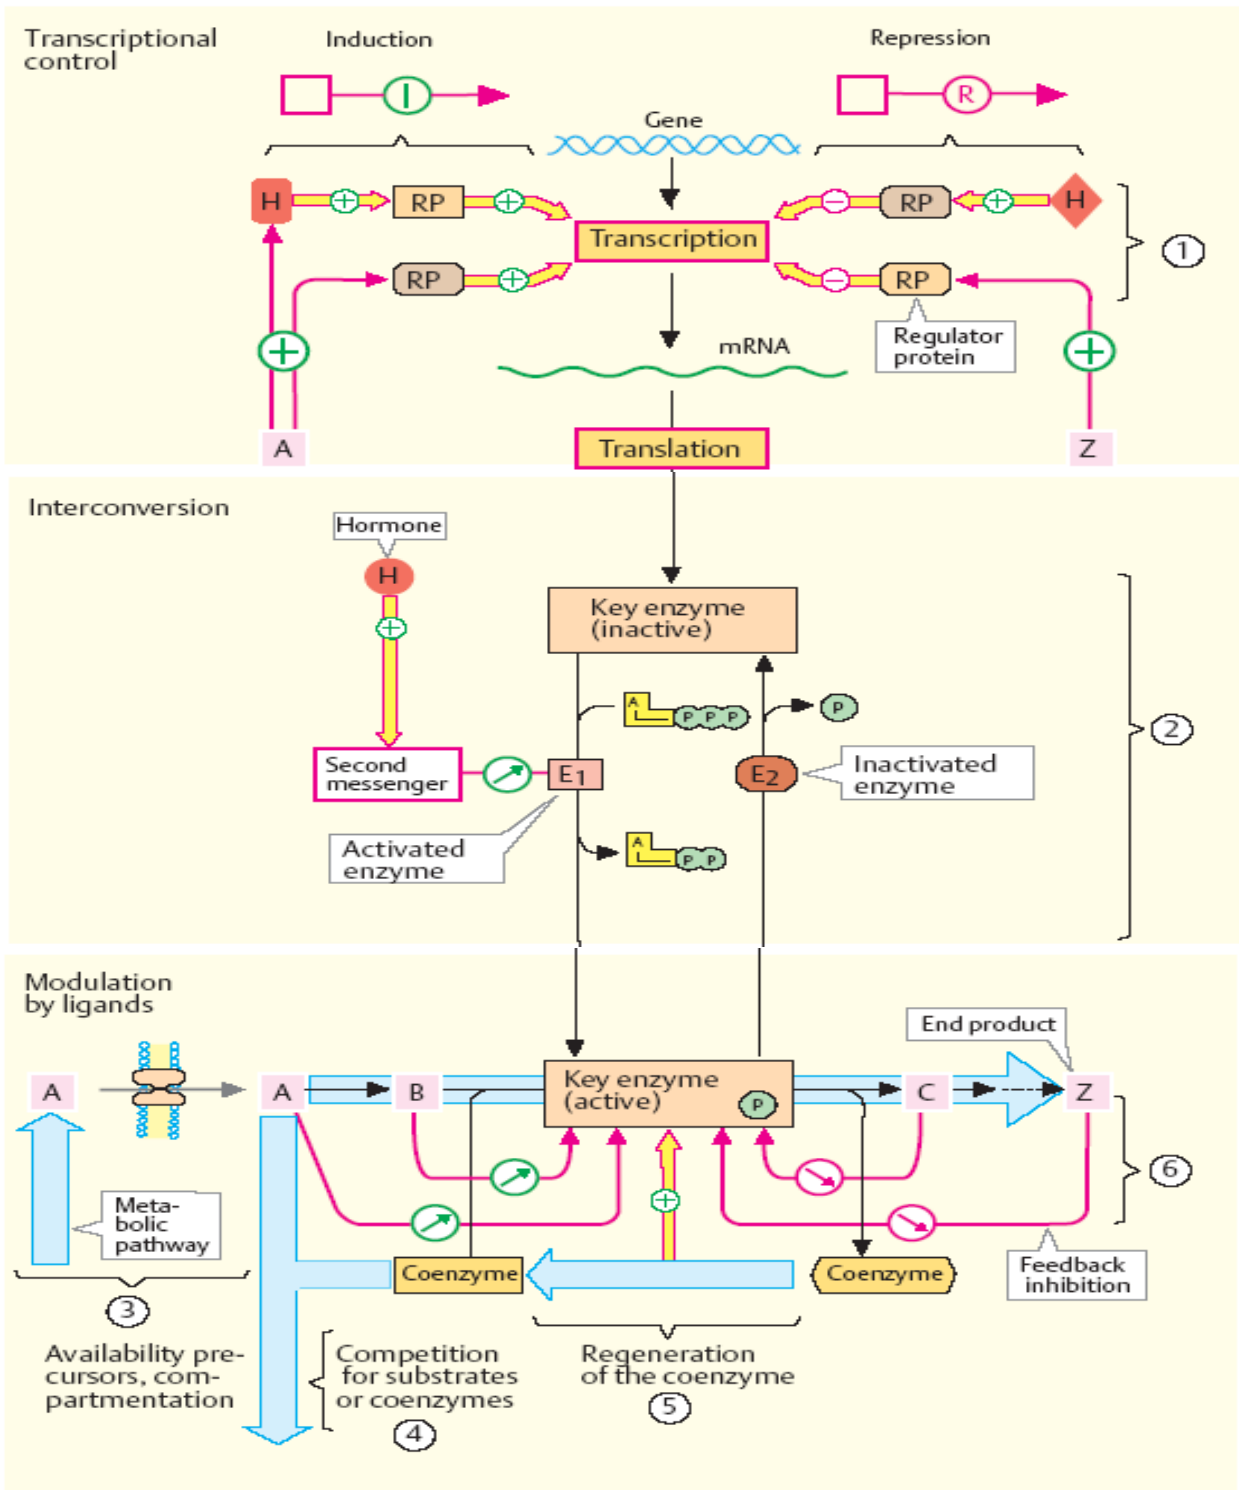 Transcriptional
control
Induction
Repression
I
R
Gene
H
+
RP
+
−
RP
+
H
Transcription
RP
+
−
RP
1
Regulator
protein
mRNA
+
+
A
Translation
Z
Interconversion
Hormone
H
+
Key enzyme
(inactive)
A
P P P
P
2
Second
messenger
E1
E2
Inactivated
enzyme
Activated
enzyme
A
P P
Modulation
by ligands
End product
A
A
B
Key enzyme
(active)
P
C
Z
6
Meta-
bolic
pathway
+
Coenzyme
Coenzyme
Feedback
inhibition
3
Availability pre-
cursors, com-
partmentation
Competition
for substrates
or coenzymes
4
Regeneration
of the coenzyme
5